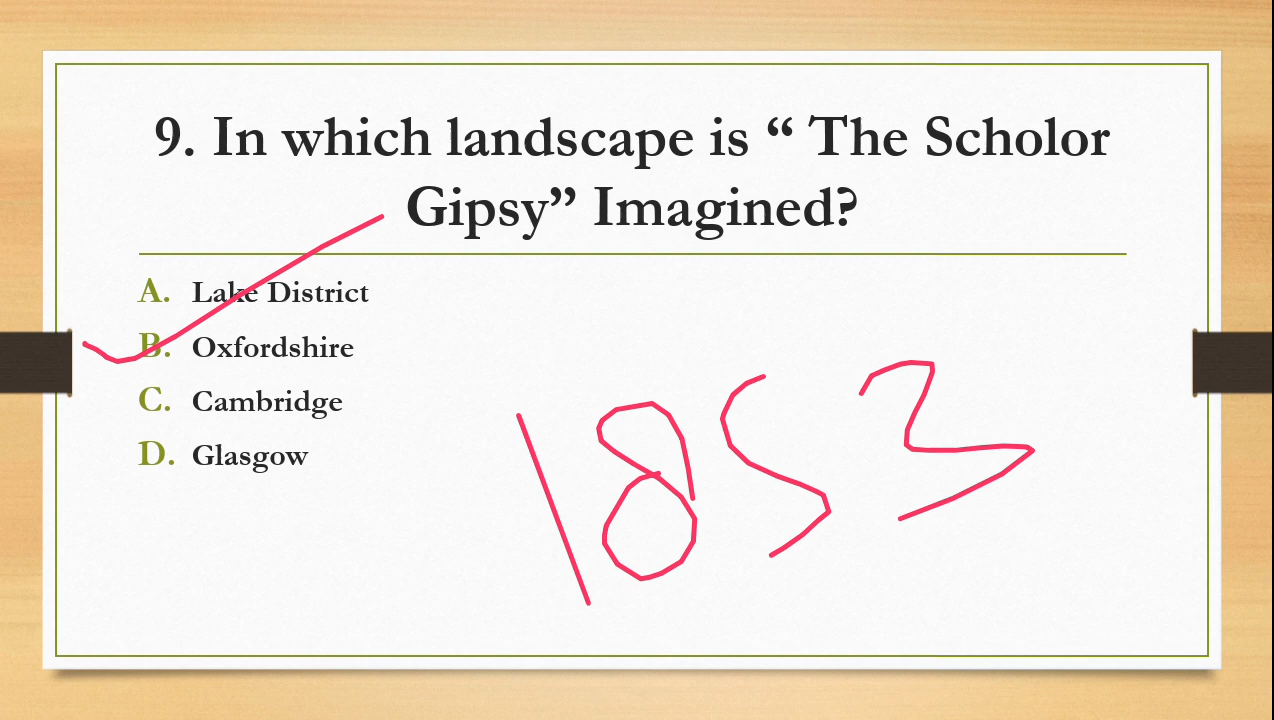 9. In which landscape is “ The Scholor
Gipsy” Imagined?
A. Lake District
B. Oxfordshire
C. Cambridge
D. Glasgow
1853